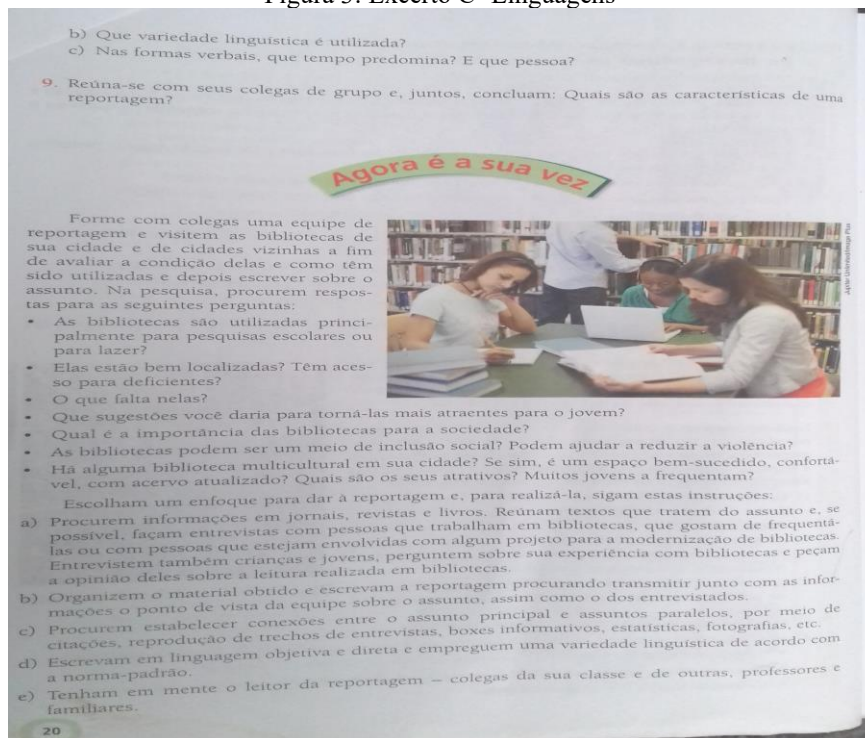 Figura 3: Excerto C- Linguagens
b) Que variedade linguística é utilizada?
c) Nas formas verbais, que tempo predomina? E que pessoa?
9. Reúna-se com seus colegas de grupo e, juntos, concluam: Quais são as características de uma
reportagem?
Agora é a sua vez
Forme com colegas uma equipe de
reportagem e visitem as bibliotecas de
sua cidade e de cidades vizinhas a fim
de avaliar a condição delas e como têm
sido utilizadas e depois escrever sobre o
assunto. Na pesquisa, procurem respos-
tas para as seguintes perguntas:
• As bibliotecas são utilizadas princi-
palmente para pesquisas escolares ou
para lazer?
• Elas estão bem localizadas? Têm aces-
so para deficientes?
• O que falta nelas?
• Que sugestões você daria para torná-las mais atraentes para o jovem?
• Qual é a importância das bibliotecas para a sociedade?
• As bibliotecas podem ser um meio de inclusão social? Podem ajudar a reduzir a violência?
• Há alguma biblioteca multicultural em sua cidade? Se sim, é um espaço bem-sucedido, confortá-
vel, com acervo atualizado? Quais são os seus atrativos? Muitos jovens a frequentam?
Escolham um enfoque para dar à reportagem e, para realizá-la, sigam estas instruções:
a) Procurem informações em jornais, revistas e livros. Reúnam textos que tratem do assunto e, se
possível, façam entrevistas com pessoas que trabalham em bibliotecas, que gostam de frequentá-
las ou com pessoas que estejam envolvidas com algum projeto para a modernização de bibliotecas.
Entrevistem também crianças e jovens, perguntem sobre sua experiência com bibliotecas e peçam
a opinião deles sobre a leitura realizada em bibliotecas.
b) Organizem o material obtido e escrevam a reportagem procurando transmitir junto com as infor-
mações o ponto de vista da equipe sobre o assunto, assim como o dos entrevistados.
c) Procurem estabelecer conexões entre o assunto principal e assuntos paralelos, por meio de
citações, reprodução de trechos de entrevistas, boxes informativos, estatísticas, fotografias, etc.
d) Escrevam em linguagem objetiva e direta e empreguem uma variedade linguística de acordo com
a norma-padrão.
e) Tenham em mente o leitor da reportagem – colegas da sua classe e de outras, professores e
familiares.
20